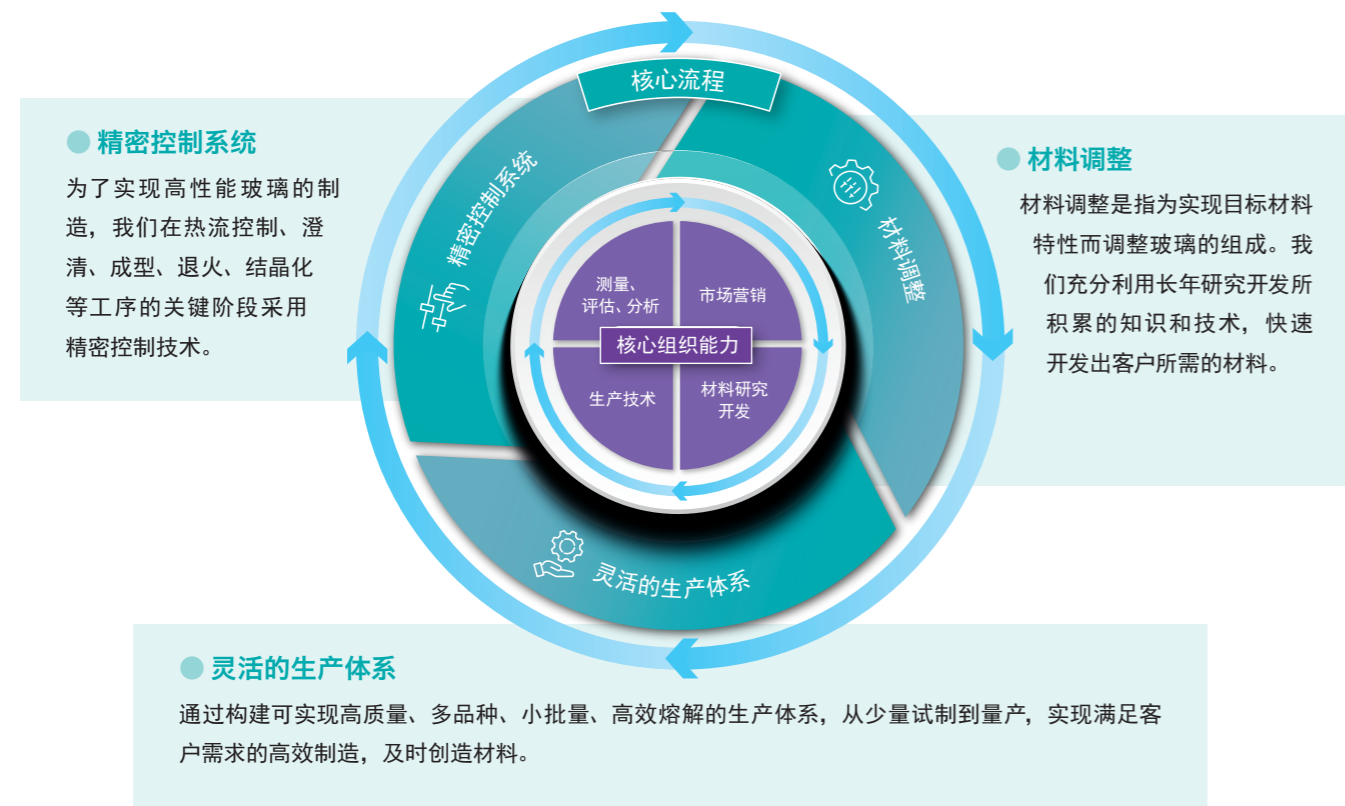 核心流程
精密控制系统
为了实现高性能玻璃的制
造，我们在热流控制、澄
清、成型、退火、结晶化
等工序的关键阶段采用
精密控制技术。
精密控制系统
材料调整
材料调整
材料调整是指为实现目标材料
特性而调整玻璃的组成。我
们充分利用长年研究开发所
积累的知识和技术，快速
开发出客户所需的材料。
测量、
评估、分析
市场营销
核心组织能力
生产技术
材料研究
开发
灵活的生产体系
灵活的生产体系
通过构建可实现高质量、多品种、小批量、高效熔解的生产体系，从少量试制到量产，实现满足客
户需求的高效制造，及时创造材料。